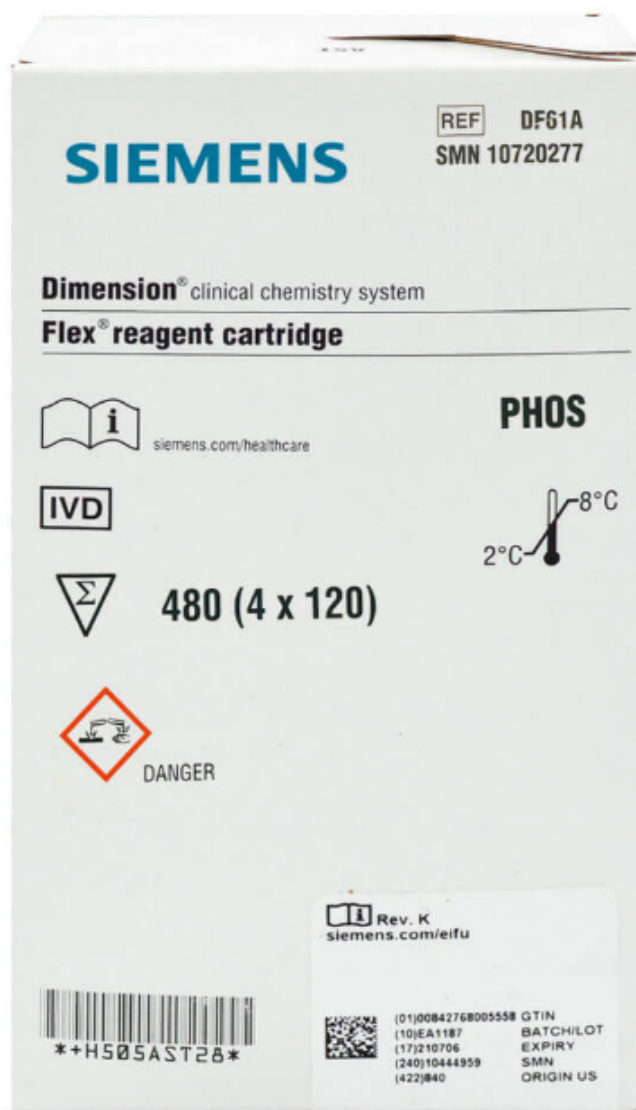 AST
REF DF61A
SMN 10720277
SIEMENS
Dimension® clinical chemistry system
Flex® reagent cartridge
i
siemens.com/healthcare
PHOS
IVD
8°C
2°C
Σ 480 (4 x 120)
DANGER
i Rev. K
siemens.com/eifu
(01)00842768005558 GTIN
(10)EA1187 BATCH/LOT
(17)210706 EXPIRY
(240)10444959 SMN
(422)840 ORIGIN US
*+H505AST28*